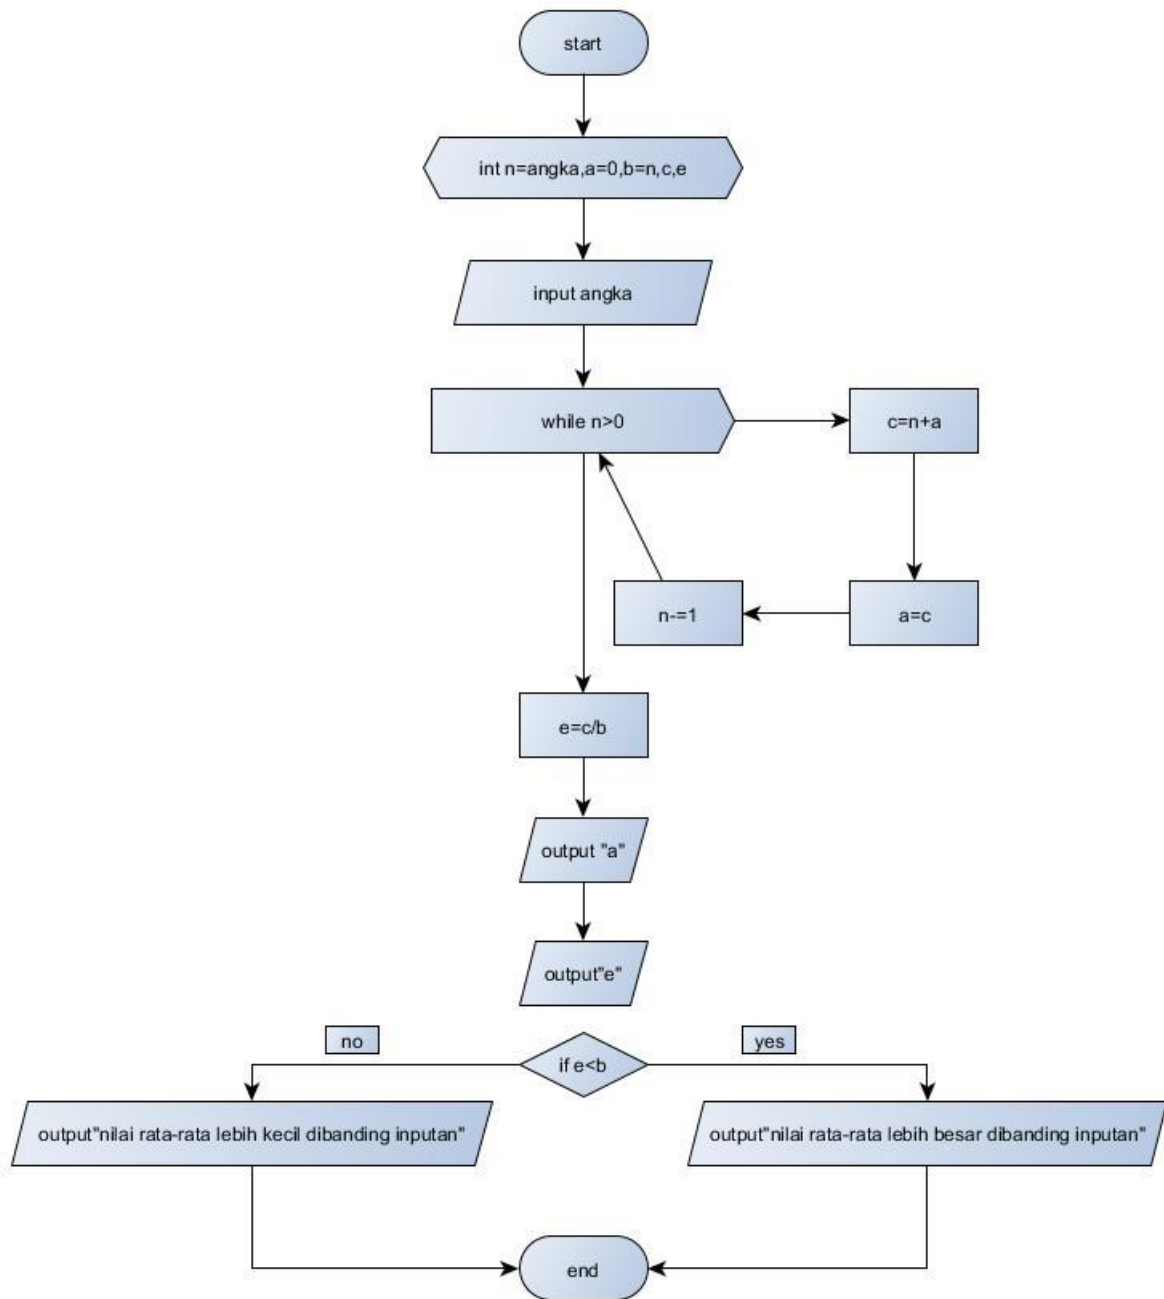 start
int n=angka,a=0,b=n,c,e
input angka
while n>0
c=n+a
n-=1
a=c
e=c/b
output "a"
output"e"
no
if e<b
yes
output"nilai rata-rata lebih kecil dibanding inputan"
output"nilai rata-rata lebih besar dibanding inputan"
end